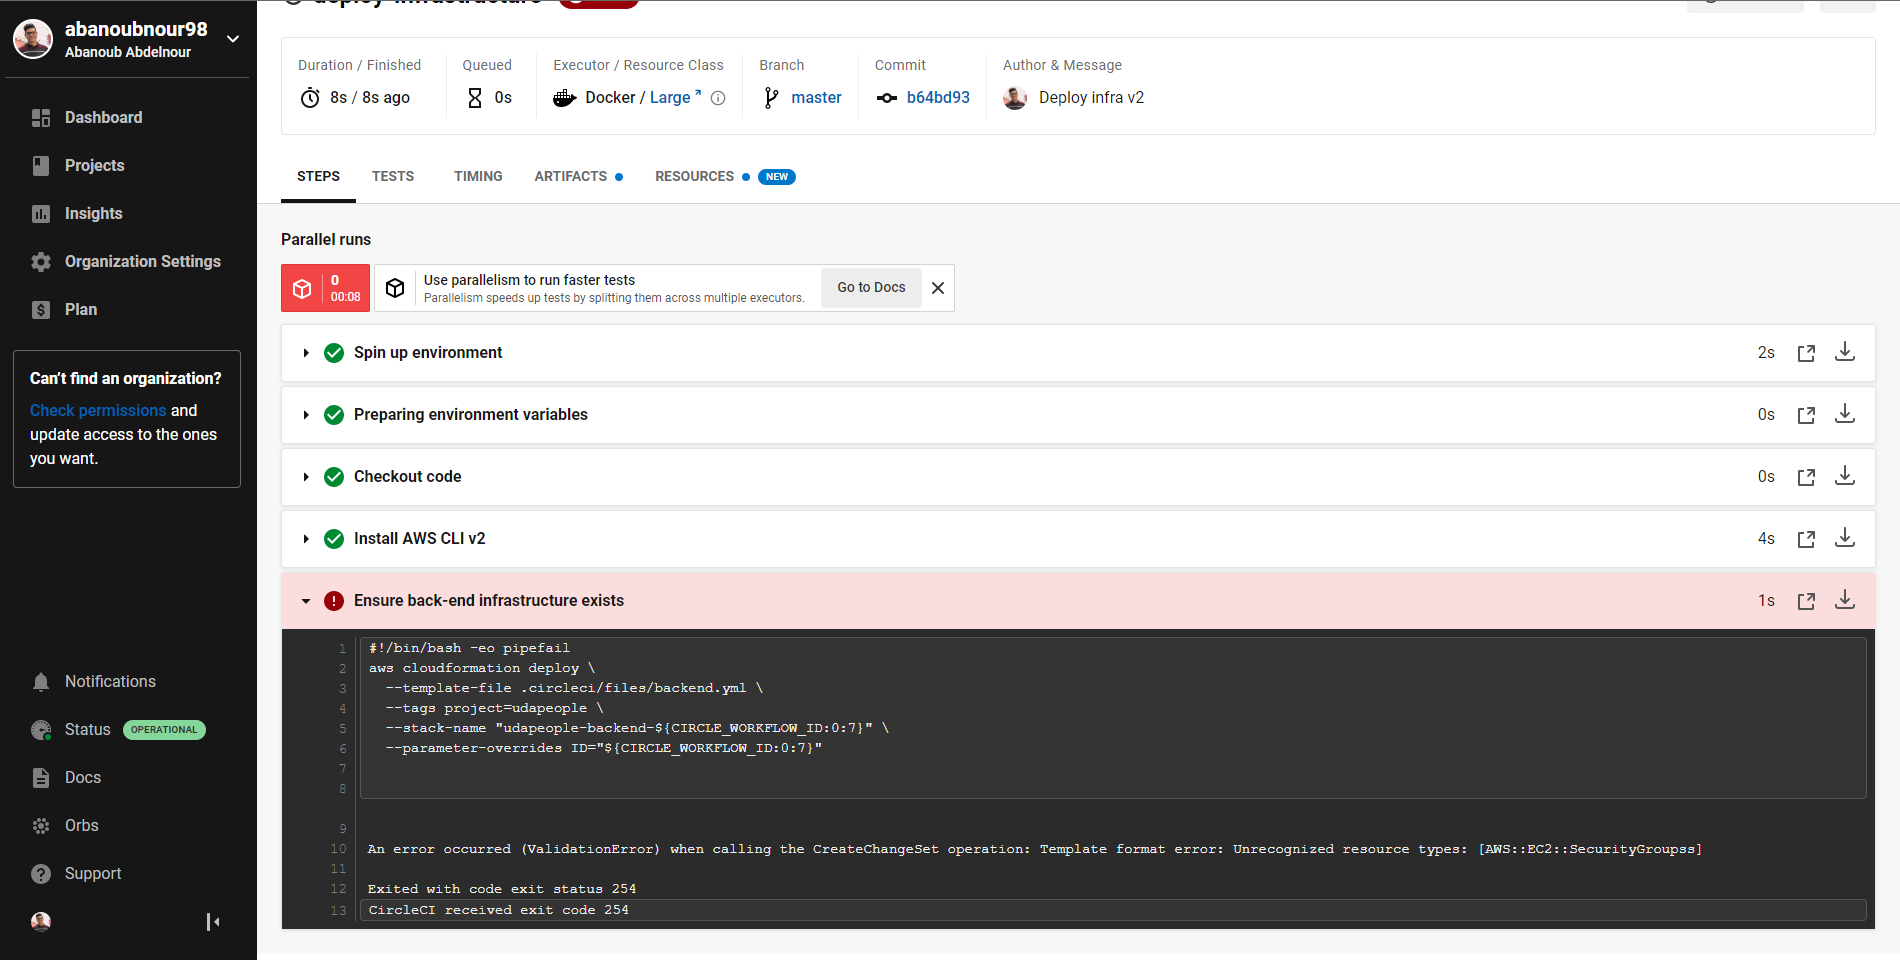 abanoubnour98
Abanoub Abdelnour
Dashboard
Projects
Insights
Organization Settings
Plan
Can't find an organization?
Check permissions and
update access to the ones
you want.
Notifications
Status OPERATIONAL
Docs
Orbs
Support
deploy-infrastructure
Duration / Finished
8s / 8s ago
Queued
0s
Executor / Resource Class
Docker / Large
Branch
master
Commit
b64bd93
Author & Message
Deploy infra v2
STEPS TESTS TIMING ARTIFACTS RESOURCES NEW
Parallel runs
0
00:08
Use parallelism to run faster tests
Parallelism speeds up tests by splitting them across multiple executors.
Go to Docs
Spin up environment 2s
Preparing environment variables 0s
Checkout code 0s
Install AWS CLI v2 4s
Ensure back-end infrastructure exists 1s
1 #!/bin/bash -eo pipefail
2 aws cloudformation deploy \
3 --template-file .circleci/files/backend.yml \
4 --tags project=udapeople \
5 --stack-name "udapeople-backend-${CIRCLE_WORKFLOW_ID:0:7}" \
6 --parameter-overrides ID="${CIRCLE_WORKFLOW_ID:0:7}"
7
8
9
10 An error occurred (ValidationError) when calling the CreateChangeSet operation: Template format error: Unrecognized resource types: [AWS::EC2::SecurityGroupss]
11
12 Exited with code exit status 254
13 CircleCI received exit code 254